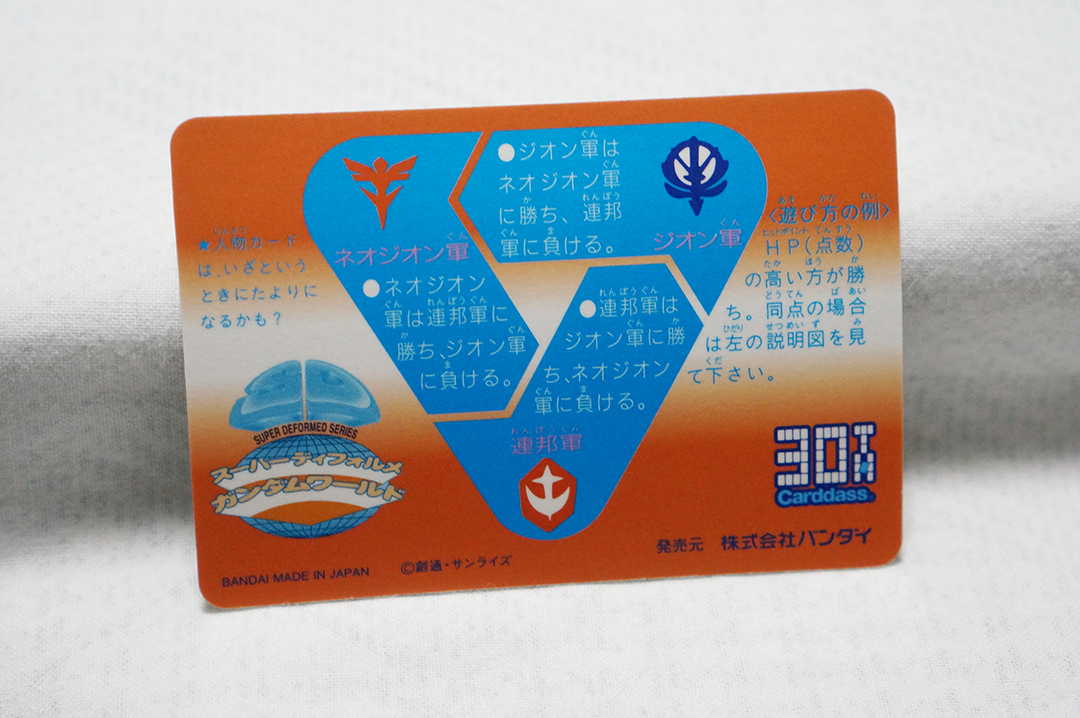 ●ジオン軍は
ネオジオン軍
に勝ち、連邦
軍に負ける。
ジオン軍
ネオジオン軍
●ネオジオン
軍は連邦軍に
勝ち、ジオン軍
に負ける。
●連邦軍は
ジオン軍に勝
ち、ネオジオン
軍に負ける。
連邦軍
★人物カード
は、いざという
ときにたよりに
なるかも?
〈遊び方の例〉
HP(点数)
の高い方が勝
ち。同点の場合
は左の説明図を見
て下さい。
SUPER DEFORMED SERIES
スーパーディフォルメ
ガンダムワールド
BANDAI MADE IN JAPAN
©創通・サンライズ
カードダス30
Carddass
発売元 株式会社バンダイ